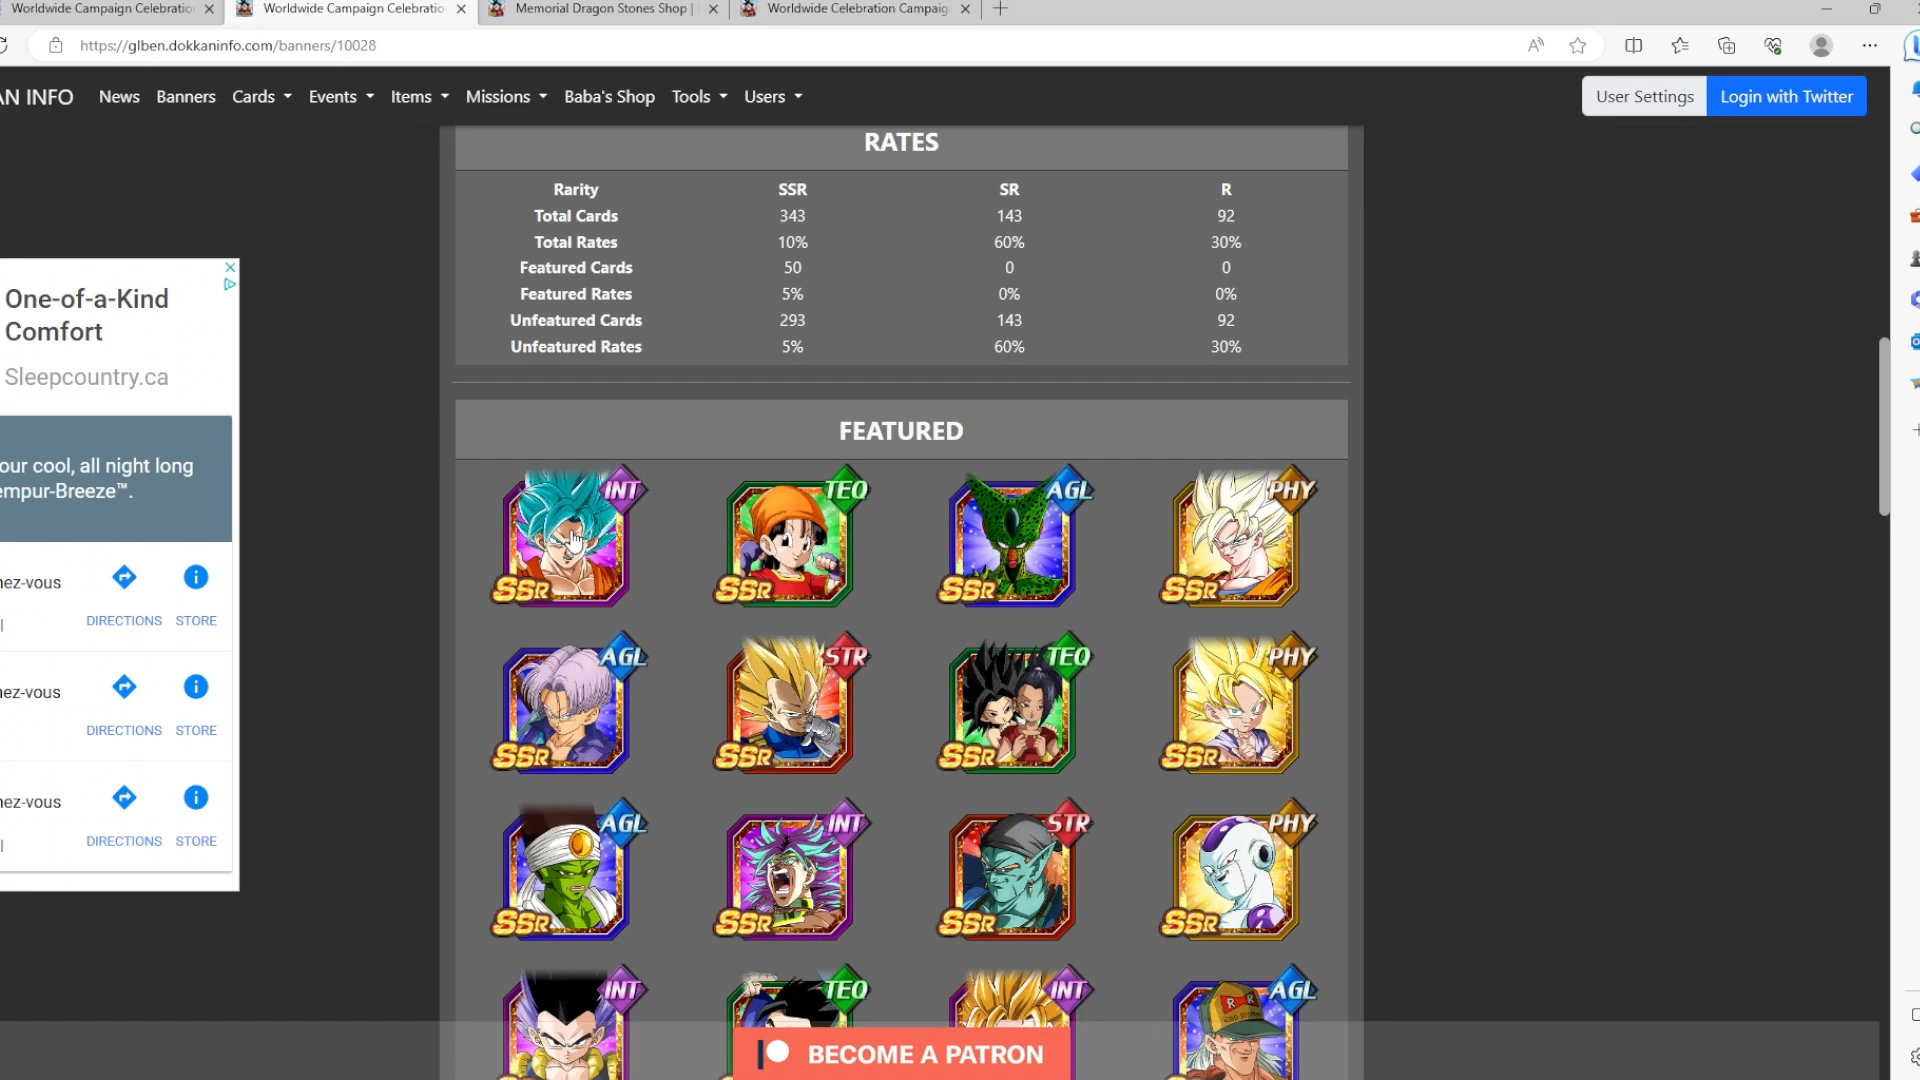 Worldwide Campaign Celebratio
Worldwide Campaign Celebratio
Memorial Dragon Stones Shop |
Worldwide Celebration Campaig
https://glben.dokkaninfo.com/banners/10028
AN INFO News Banners Cards Events Items Missions Baba's Shop Tools Users User Settings Login with Twitter
RATES
Rarity SSR SR R
Total Cards 343 143 92
Total Rates 10% 60% 30%
Featured Cards 50 0 0
Featured Rates 5% 0% 0%
Unfeatured Cards 293 143 92
Unfeatured Rates 5% 60% 30%
One-of-a-Kind
Comfort
Sleepcountry.ca
our cool, all night long
empur-Breeze™.
nez-vous
DIRECTIONS STORE
nez-vous
DIRECTIONS STORE
nez-vous
DIRECTIONS STORE
FEATURED
INT TEQ AGL PHY
SSR SSR SSR SSR
AGL STR TEQ PHY
SSR SSR SSR SSR
AGL INT STR PHY
SSR SSR SSR SSR
INT TEQ INT AGL
R R
BECOME A PATRON